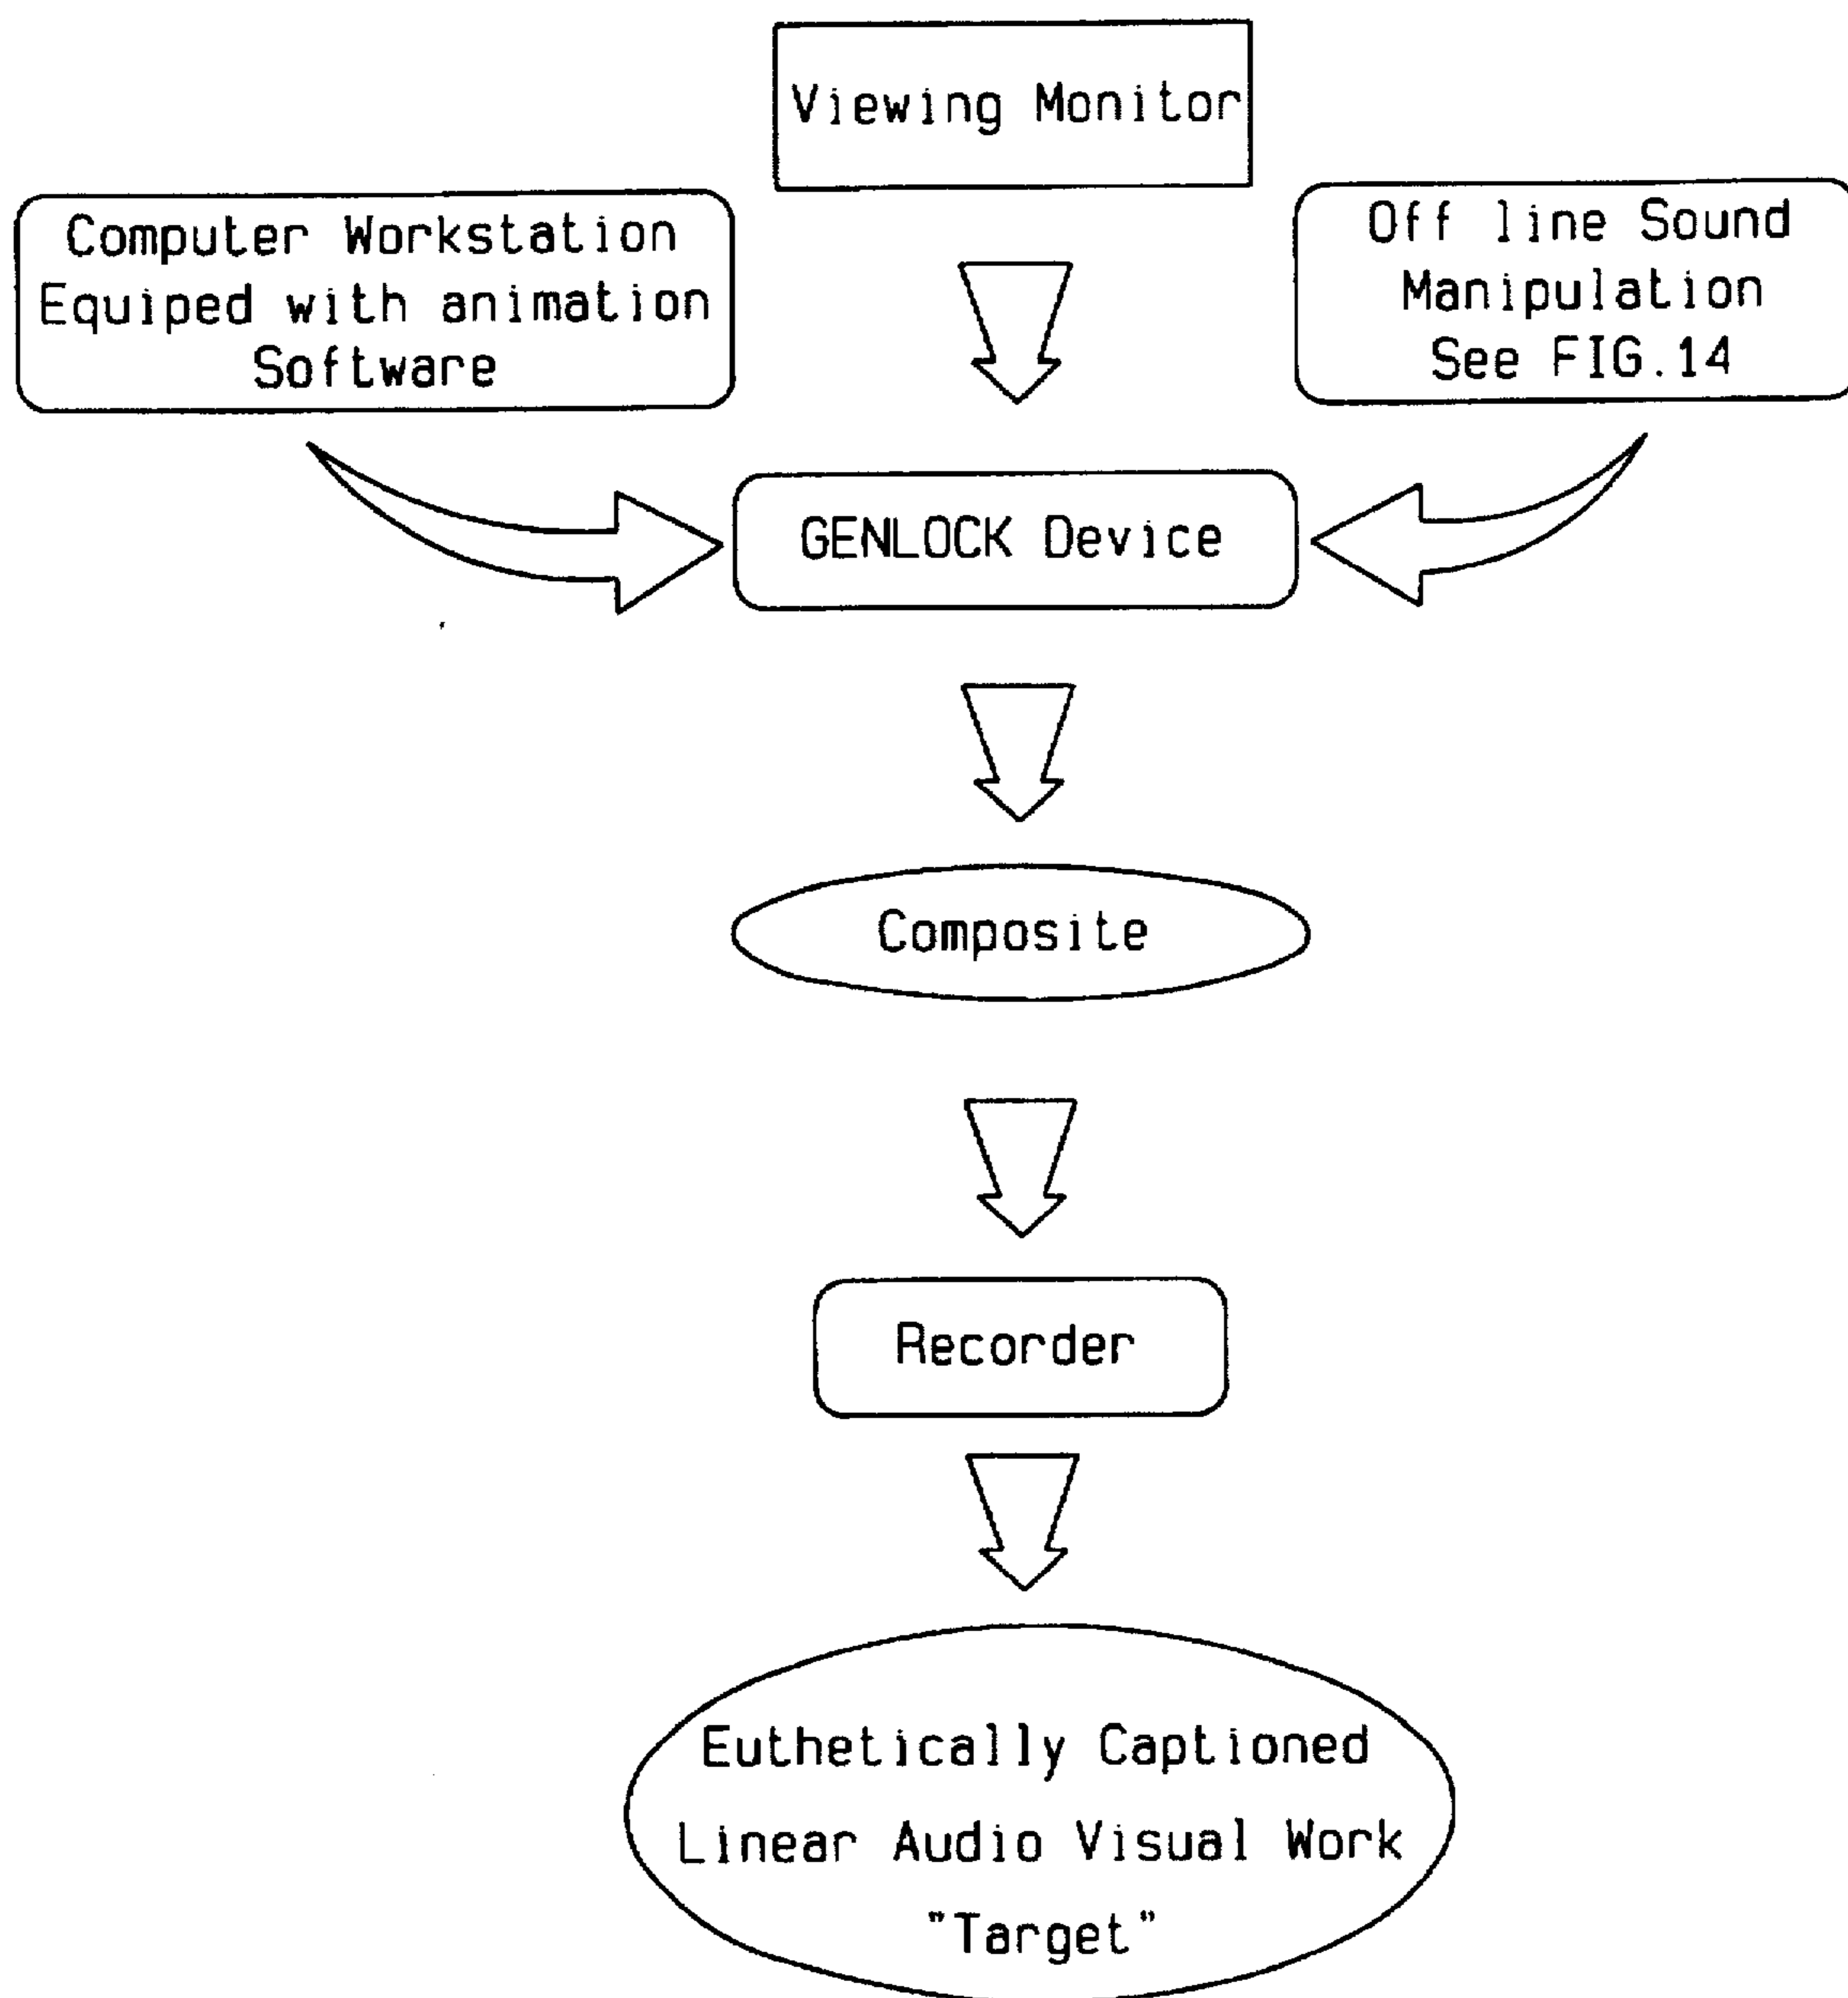 Viewing Monitor
Computer Workstation
Equiped with animation
Software
Off line Sound
Manipulation
See FIG.14
GENLOCK Device
Composite
Recorder
Euthetically Captioned
Linear Audio Visual Work
"Target"